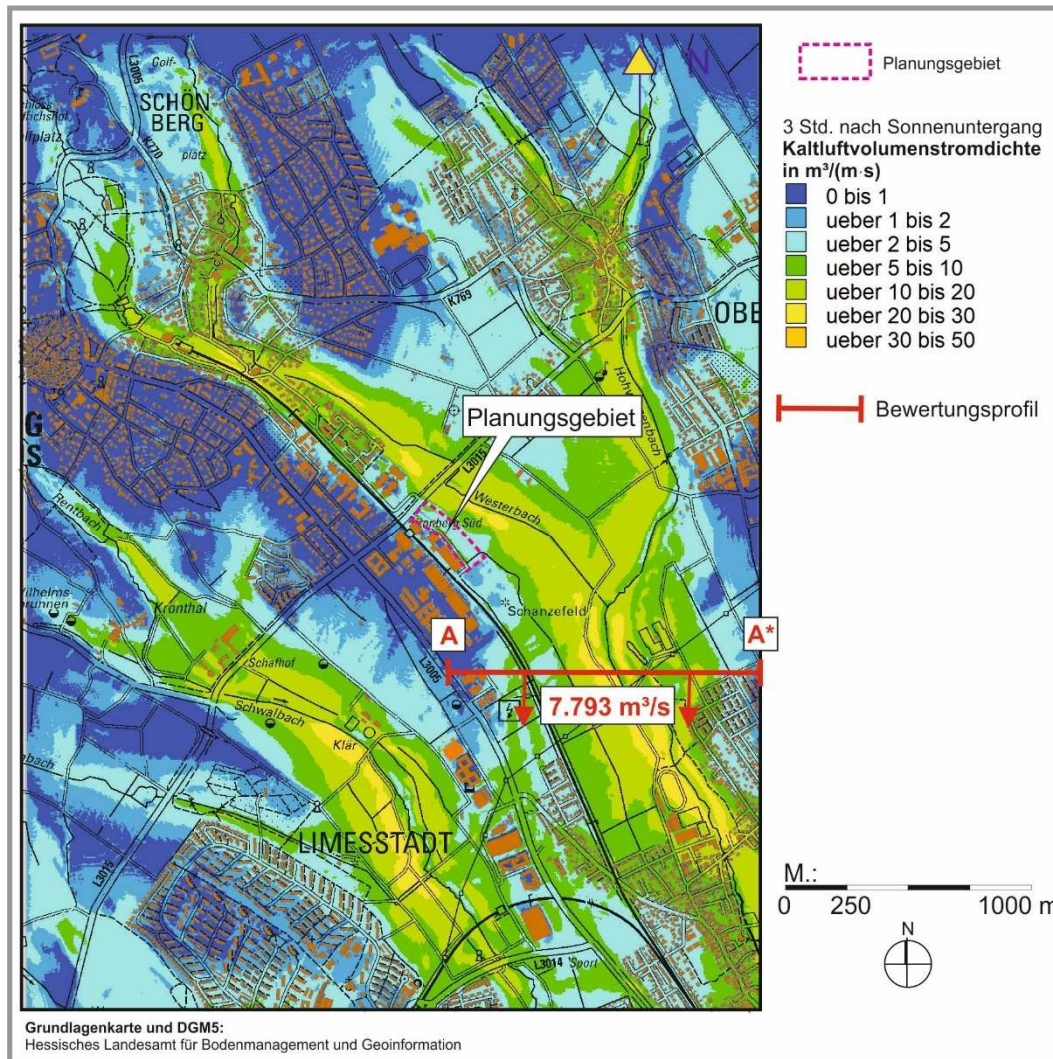 Planungsgebiet
3 Std. nach Sonnenuntergang
Kaltluftvolumenstromdichte
in m³/(m·s)
0 bis 1
ueber 1 bis 2
ueber 2 bis 5
ueber 5 bis 10
ueber 10 bis 20
ueber 20 bis 30
ueber 30 bis 50
Bewertungsprofil
M.:
0 250 1000 m
N
N
L3005
Golf-
platz
SCHÖN
BERG
K770
K769
OBE
Hohw
Planungsgebiet
L3015
Westerbach
Süd
G
S
Rentbach
Kronthal
Schanzefeld
A
A*
7.793 m³/s
L3005
Schafhof
Schwalbach
Klär
LIMESSTADT
L3015
L3014
Sport
Grundlagenkarte und DGM5:
Hessisches Landesamt für Bodenmanagement und Geoinformation